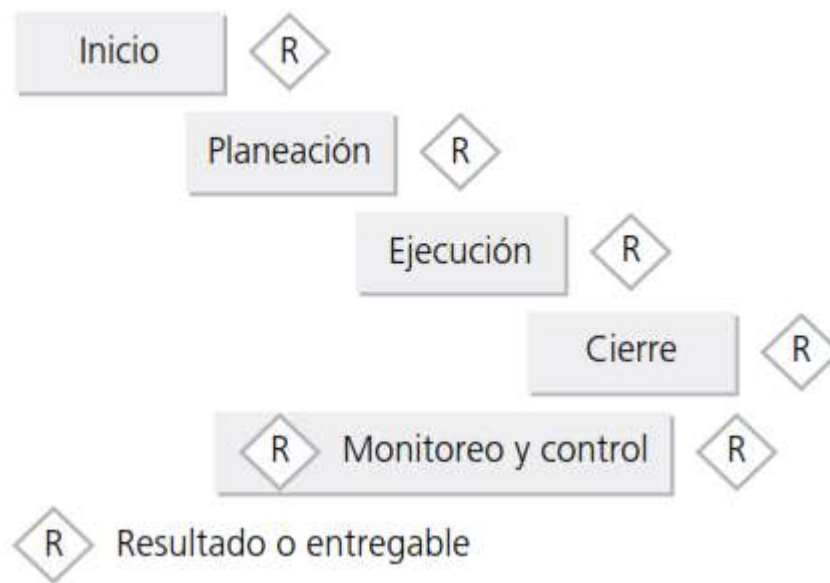 Inicio R
Planeación R
Ejecución R
Cierre R
R Monitoreo y control R
R Resultado o entregable